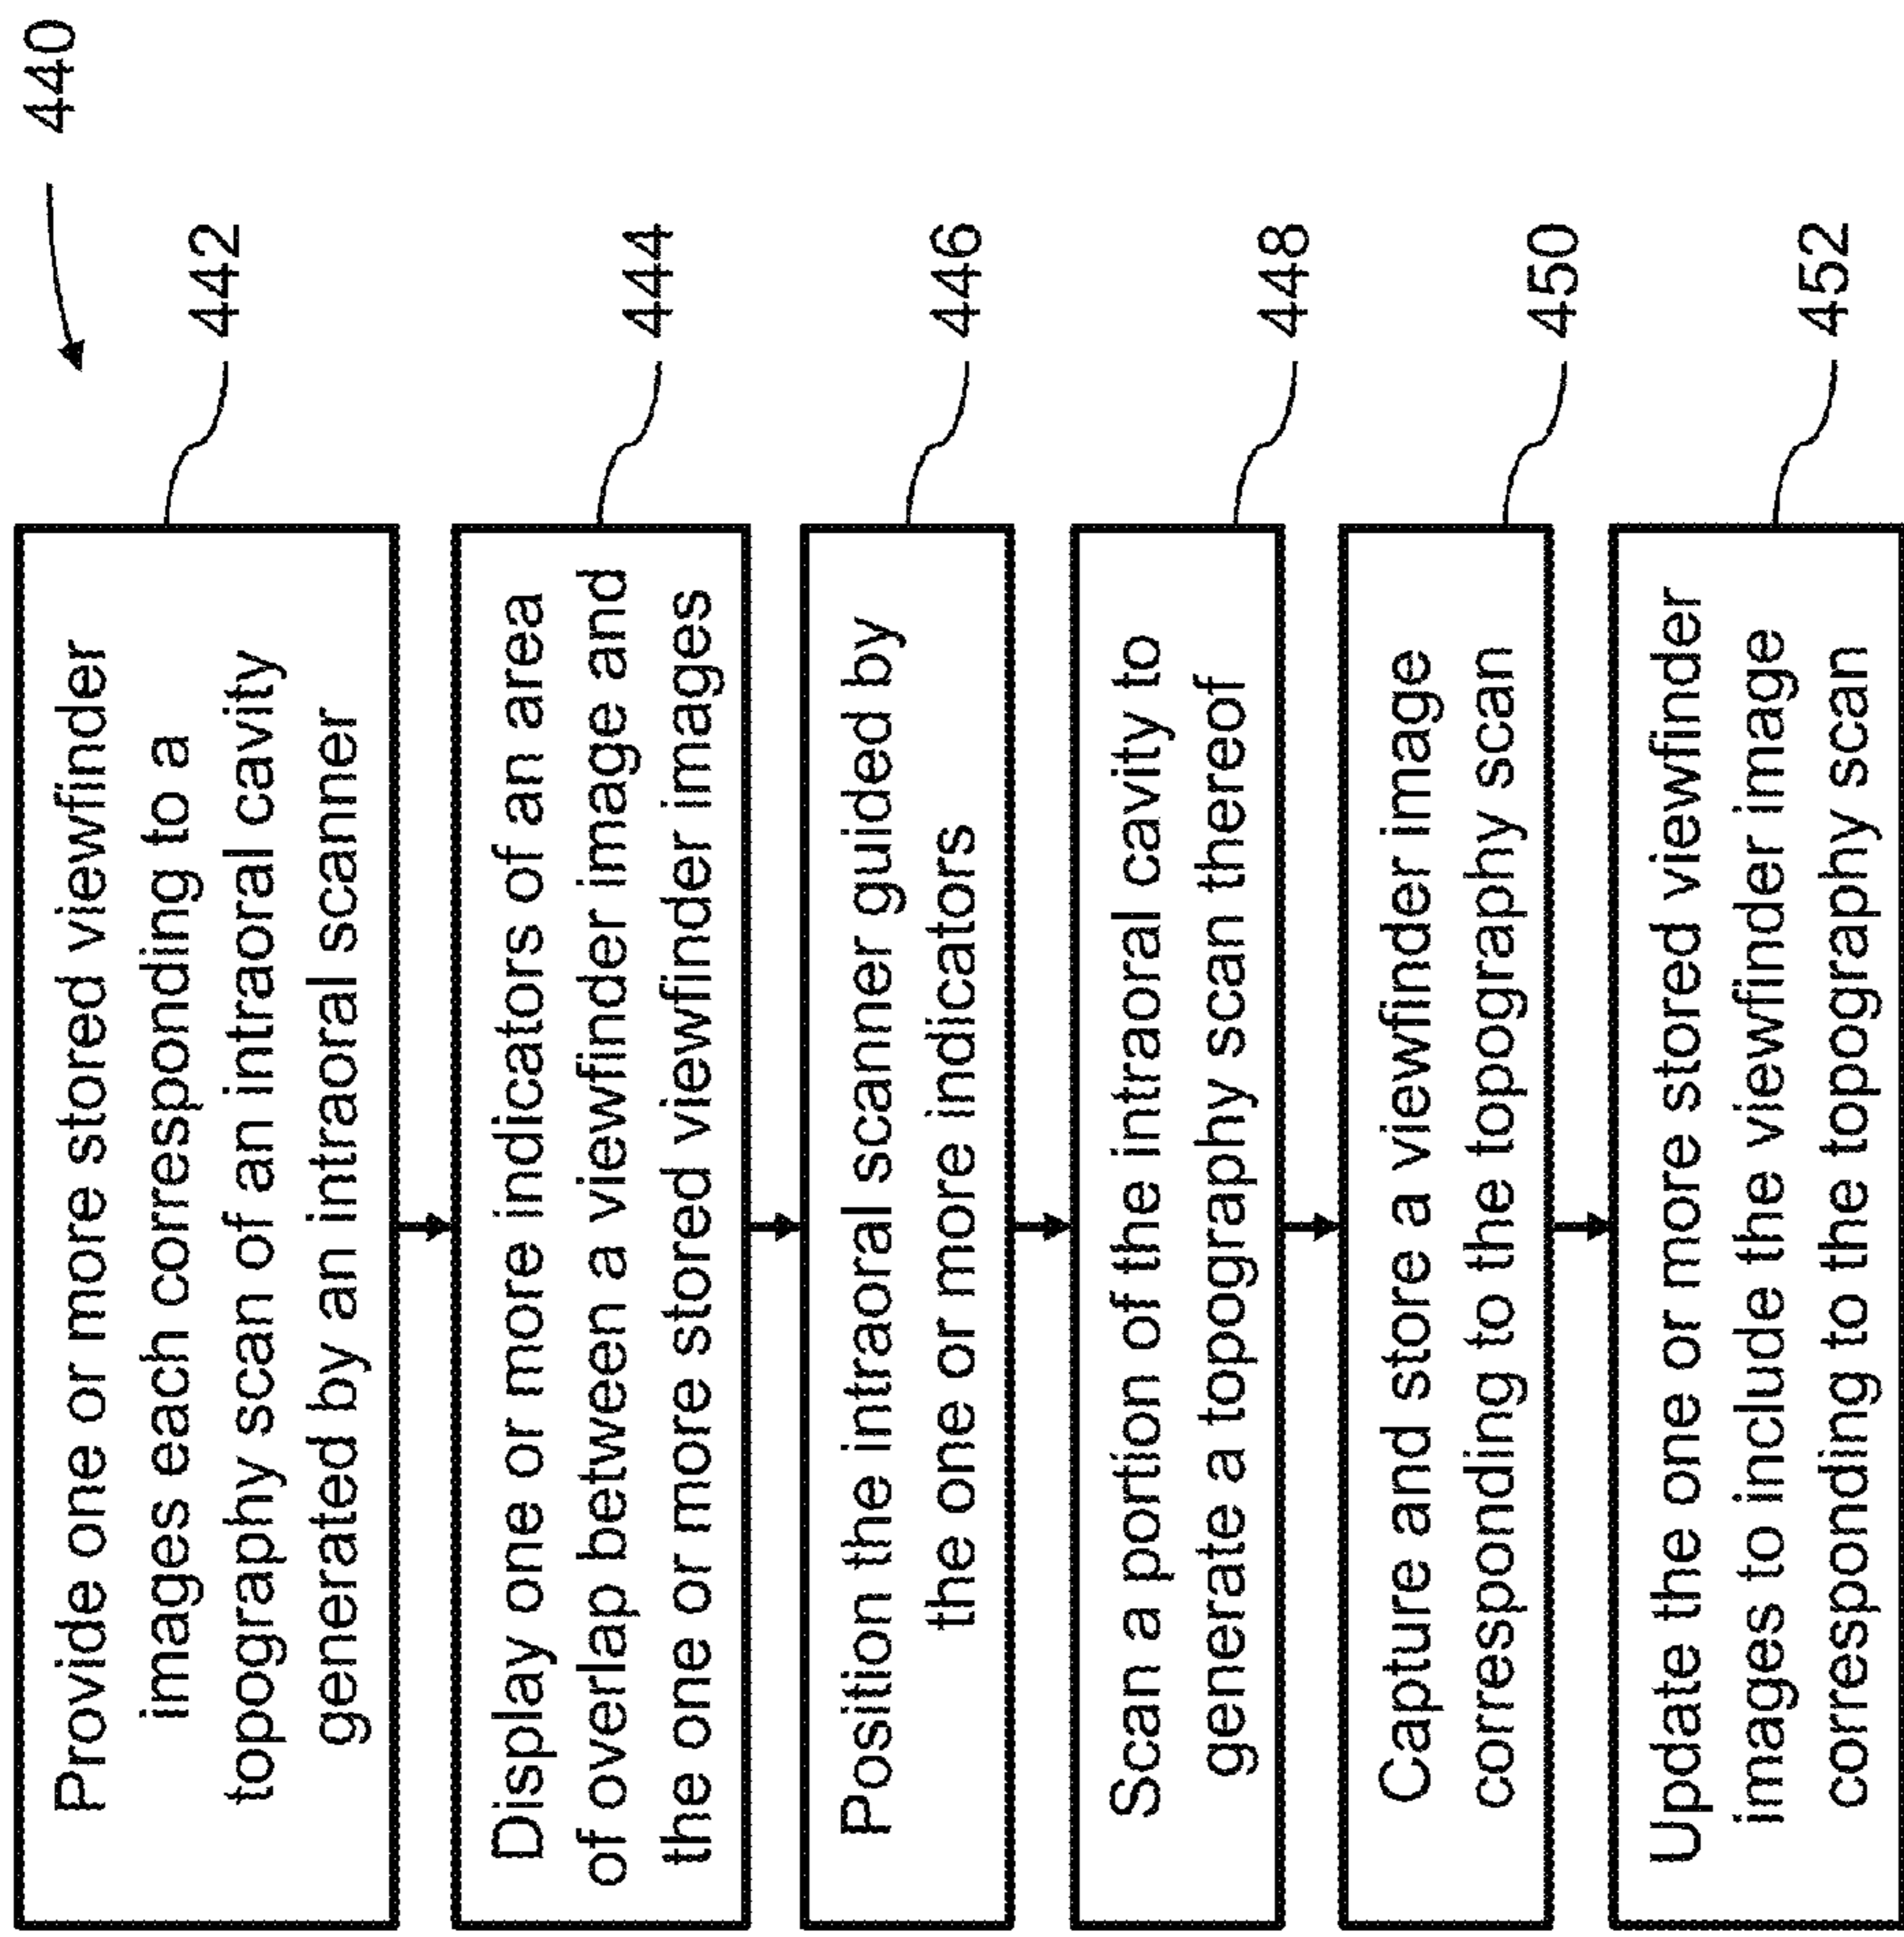 440
Provide one or more stored viewfinder
images each corresponding to a
topography scan of an intraoral cavity
generated by an intraoral scanner
442
Display one or more indicators of an area
of overlap between a viewfinder image and
the one or more stored viewfinder images
444
Position the intraoral scanner guided by
the one or more indicators
446
Scan a portion of the intraoral cavity to
generate a topography scan thereof
448
Capture and store a viewfinder image
corresponding to the topography scan
450
Update the one or more stored viewfinder
images to include the viewfinder image
corresponding to the topography scan
452